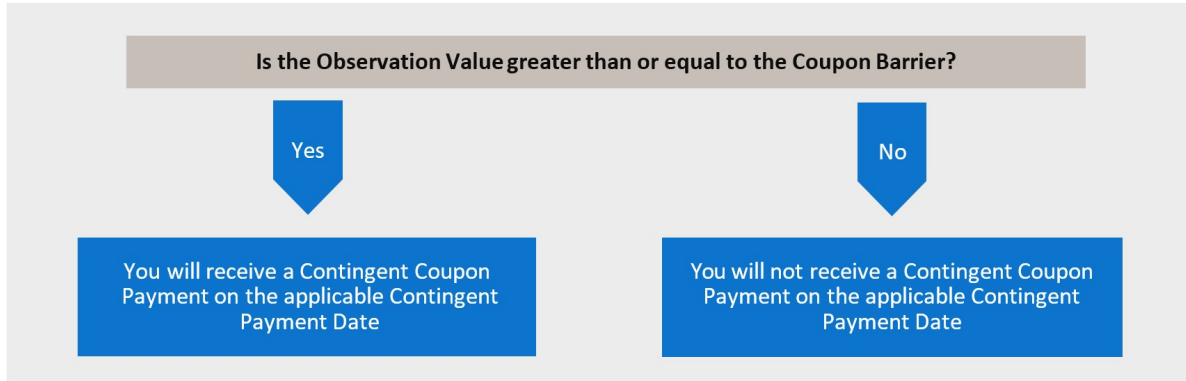 Is the Observation Value greater than or equal to the Coupon Barrier?
Yes
No
You will receive a Contingent Coupon
Payment on the applicable Contingent
Payment Date
You will not receive a Contingent Coupon
Payment on the applicable Contingent
Payment Date